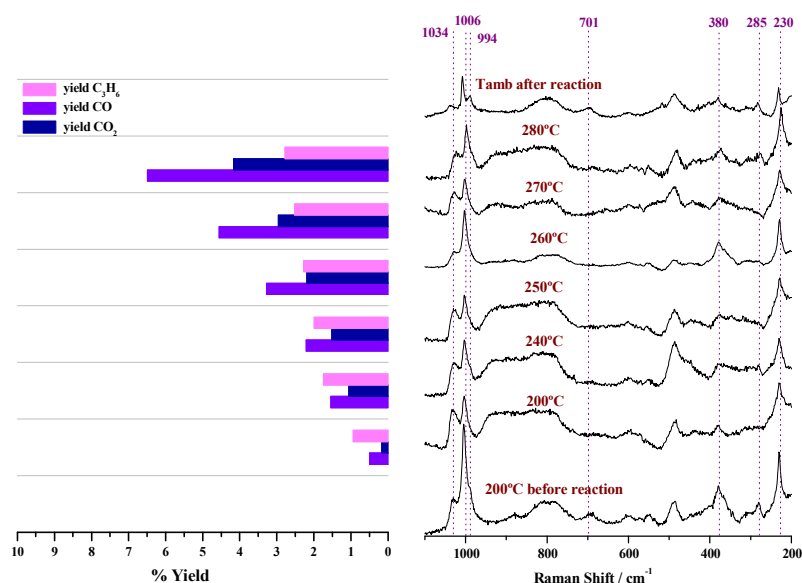 yield C₃H₆
yield CO
yield CO₂
10 9 8 7 6 5 4 3 2 1 0
% Yield
1034 1006 994 701 380 285 230
Tamb after reaction
280ºC
270ºC
260ºC
250ºC
240ºC
200ºC
200ºC before reaction
1000 800 600 400 200
Raman Shift / cm⁻¹